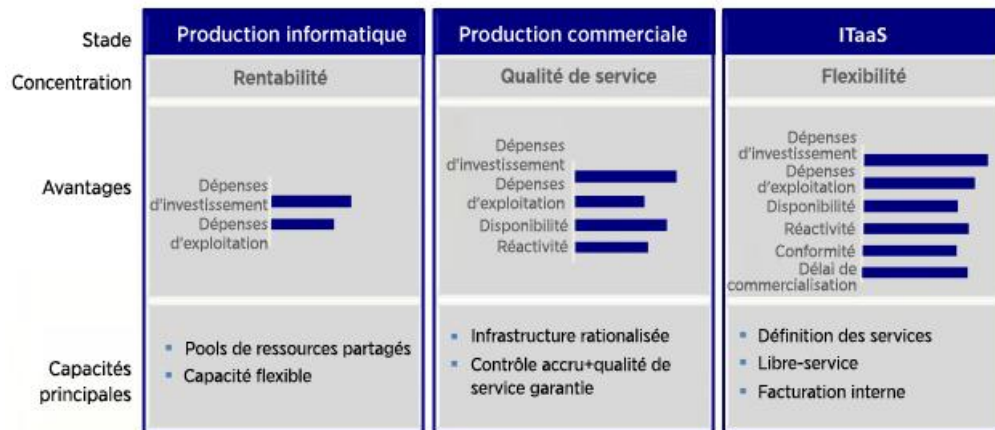 Stade
Production informatique
Production commerciale
ITaaS
Concentration
Rentabilité
Qualité de service
Flexibilité
Avantages
Dépenses
d'investissement
Dépenses
d'exploitation
Dépenses
d'investissement
Dépenses
d'exploitation
Disponibilité
Réactivité
Dépenses
d'investissement
Dépenses
d'exploitation
Disponibilité
Réactivité
Conformité
Délai de
commercialisation
Capacités
principales
Pools de ressources partagés
Capacité flexible
Infrastructure rationalisée
Contrôle accru+qualité de
service garantie
Définition des services
Libre-service
Facturation interne